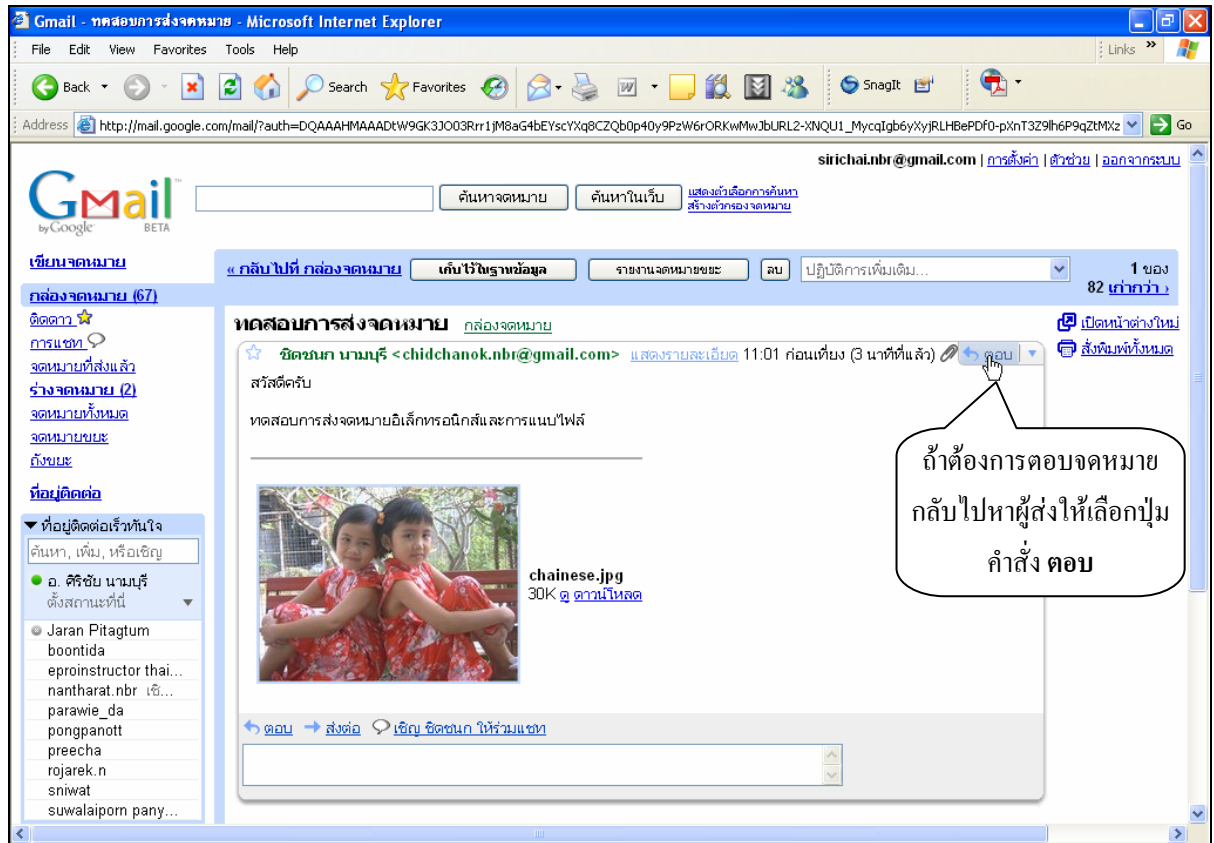 Gmail - ทดสอบการส่งจดหมาย - Microsoft Internet Explorer
File Edit View Favorites Tools Help Links »
Back Search Favorites SnagIt
Address http://mail.google.com/mail/?auth= Go
sirichai.nbr@gmail.com | การตั้งค่า | ตัวช่วย | ออกจากระบบ
Gmail™
by Google BETA
ค้นหาจดหมาย ค้นหาในเว็บ แสดงตัวเลือกการค้นหา
สร้างตัวกรองจดหมาย
เขียนจดหมาย
กล่องจดหมาย (67)
ติดดาว
การแชท
จดหมายที่ส่งแล้ว
ร่างจดหมาย (2)
จดหมายทั้งหมด
จดหมายขยะ
ถังขยะ
ที่อยู่ติดต่อ
ที่อยู่ติดต่อเร็วทันใจ
ค้นหา, เพิ่ม, หรือเชิญ
อ. ศิริชัย นามบุรี
ตั้งสถานะที่นี่
Jaran Pitagtum
boontida
eproinstructor thai...
nantharat.nbr เชิ...
parawie_da
pongpanott
preecha
rojarek.n
sniwat
suwalaiporn pany...
« กลับไปที่ กล่องจดหมาย เก็บไว้ในฐานข้อมูล รายงานจดหมายขยะ ลบ ปฏิบัติการเพิ่มเติม... 1 ของ
82 เก่ากว่า ›
ทดสอบการส่งจดหมาย กล่องจดหมาย
ชิดชนก นามบุรี <chidchanok.nbr@gmail.com> แสดงรายละเอียด 11:01 ก่อนเที่ยง (3 นาทีที่แล้ว) ตอบ
สวัสดีครับ
ทดสอบการส่งจดหมายอิเล็กทรอนิกส์และการแนบไฟล์
chainese.jpg
30K ดู ดาวน์โหลด
ตอบ ส่งต่อ เชิญ ชิดชนก ให้ร่วมแชท
เปิดหน้าต่างใหม่
สั่งพิมพ์ทั้งหมด
ถ้าต้องการตอบจดหมาย
กลับไปหาผู้ส่งให้เลือกปุ่ม
คำสั่ง ตอบ